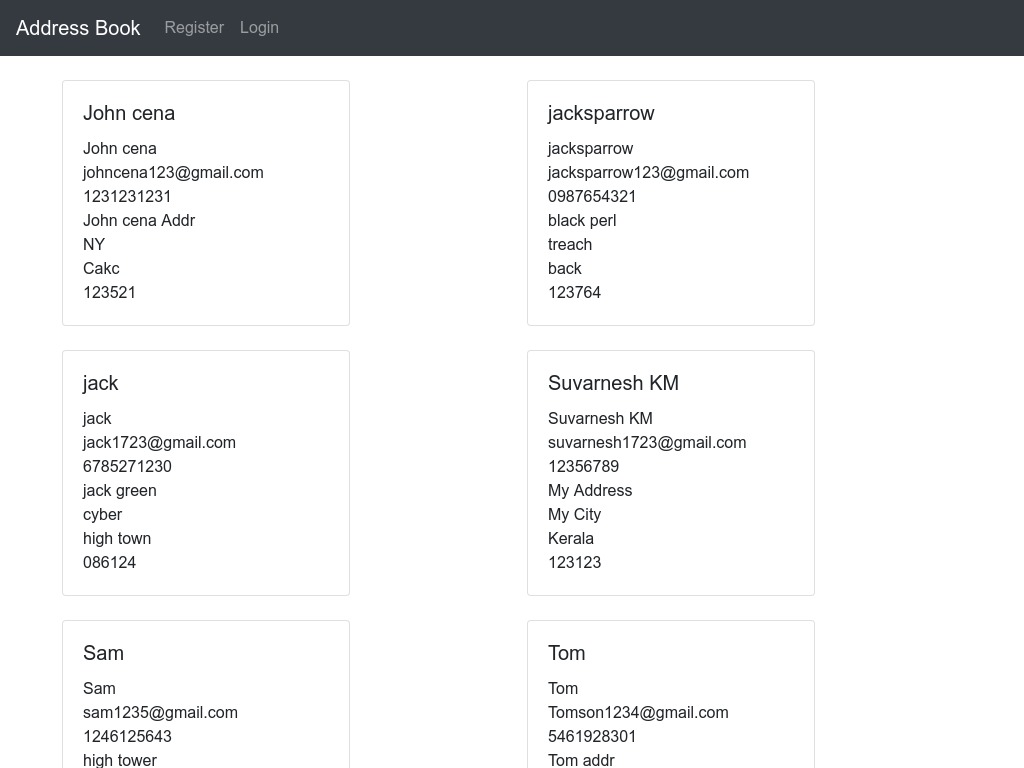 Address Book Register Login
John cena
John cena
johncena123@gmail.com
1231231231
John cena Addr
NY
Cakc
123521
jacksparrow
jacksparrow
jacksparrow123@gmail.com
0987654321
black perl
treach
back
123764
jack
jack
jack1723@gmail.com
6785271230
jack green
cyber
high town
086124
Suvarnesh KM
Suvarnesh KM
suvarnesh1723@gmail.com
12356789
My Address
My City
Kerala
123123
Sam
Sam
sam1235@gmail.com
1246125643
high tower
Tom
Tom
Tomson1234@gmail.com
5461928301
Tom addr